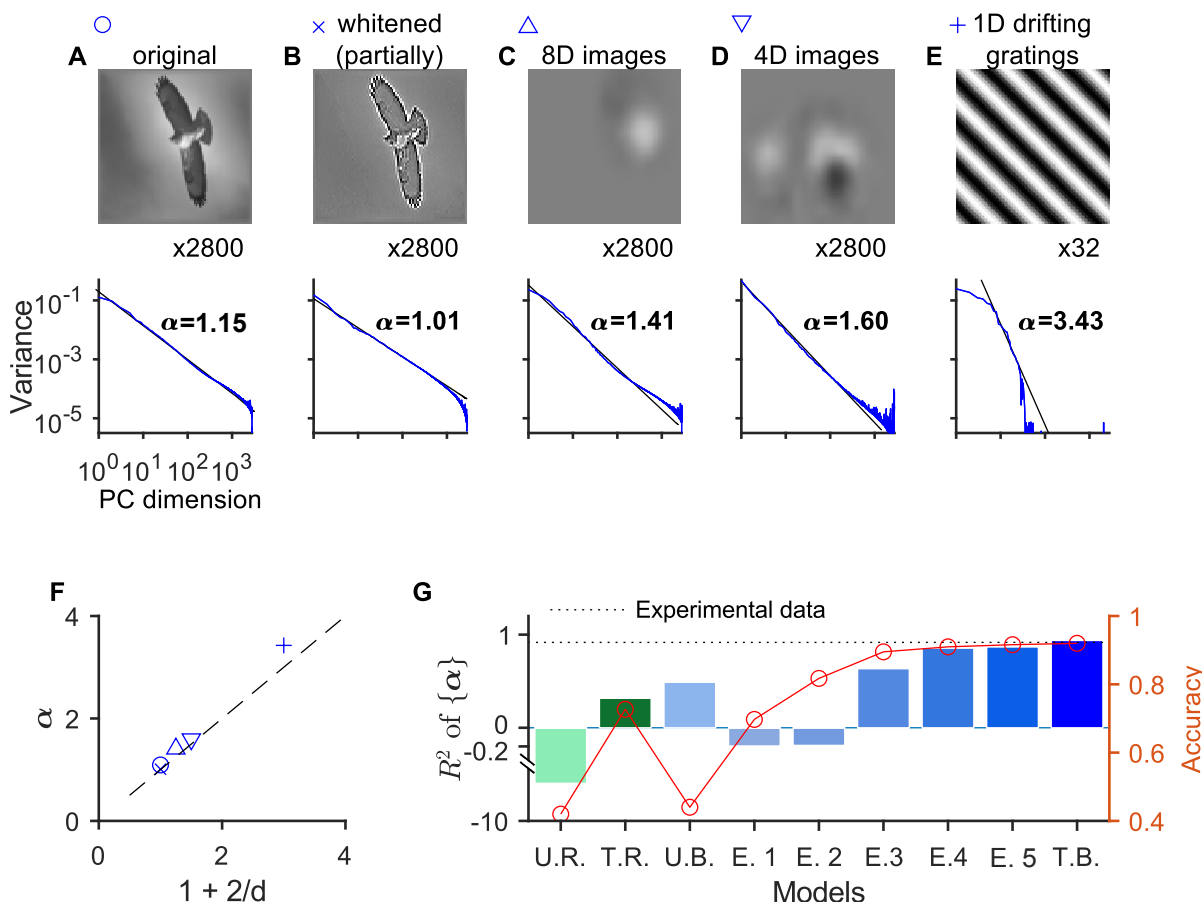 A
original
B
whitened
(partially)
C
8D images
D
4D images
E
1D drifting
gratings
x2800
x2800
x2800
x2800
x32
Variance
10^-1
10^-3
10^-5
α=1.15
α=1.01
α=1.41
α=1.60
α=3.43
10^0 10^1 10^2 10^3
PC dimension
F
α
4
2
0
0 2 4
1 + 2/d
G
Experimental data
R^2 of {α}
1
0
-0.2
-10
1
0.8
0.6
0.4
Accuracy
U.R. T.R. U.B. E. 1 E. 2 E.3 E.4 E. 5 T.B.
Models